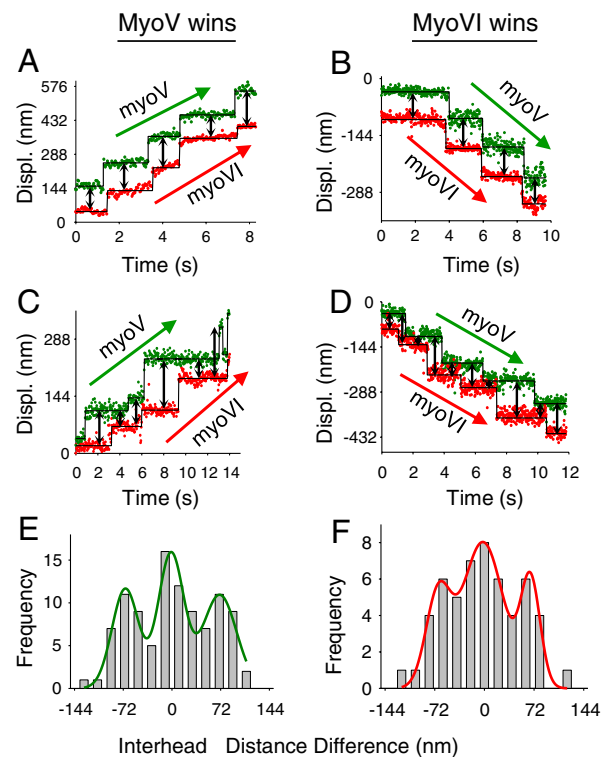 MyoV wins
MyoVI wins
A
Displ. (nm)
576
432
288
144
0
myoV
myoVI
0 2 4 6 8
Time (s)
B
Displ. (nm)
0
-144
-288
myoV
myoVI
0 2 4 6 8 10
Time (s)
C
Displ. (nm)
288
144
0
myoV
myoVI
0 2 4 6 8 10 12 14
Time (s)
D
Displ. (nm)
0
-144
-288
-432
myoV
myoVI
0 2 4 6 8 10 12
Time (s)
E
Frequency
15
10
5
0
-144 -72 0 72 144
F
Frequency
8
6
4
2
0
-144 -72 0 72 144
Interhead Distance Difference (nm)